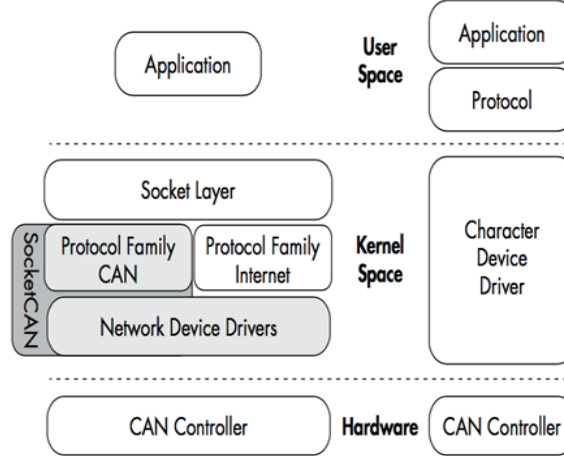 Application
User
Space
Application
Protocol
Socket Layer
SocketCAN
Protocol Family
CAN
Protocol Family
Internet
Network Device Drivers
Kernel
Space
Character
Device
Driver
CAN Controller
Hardware
CAN Controller